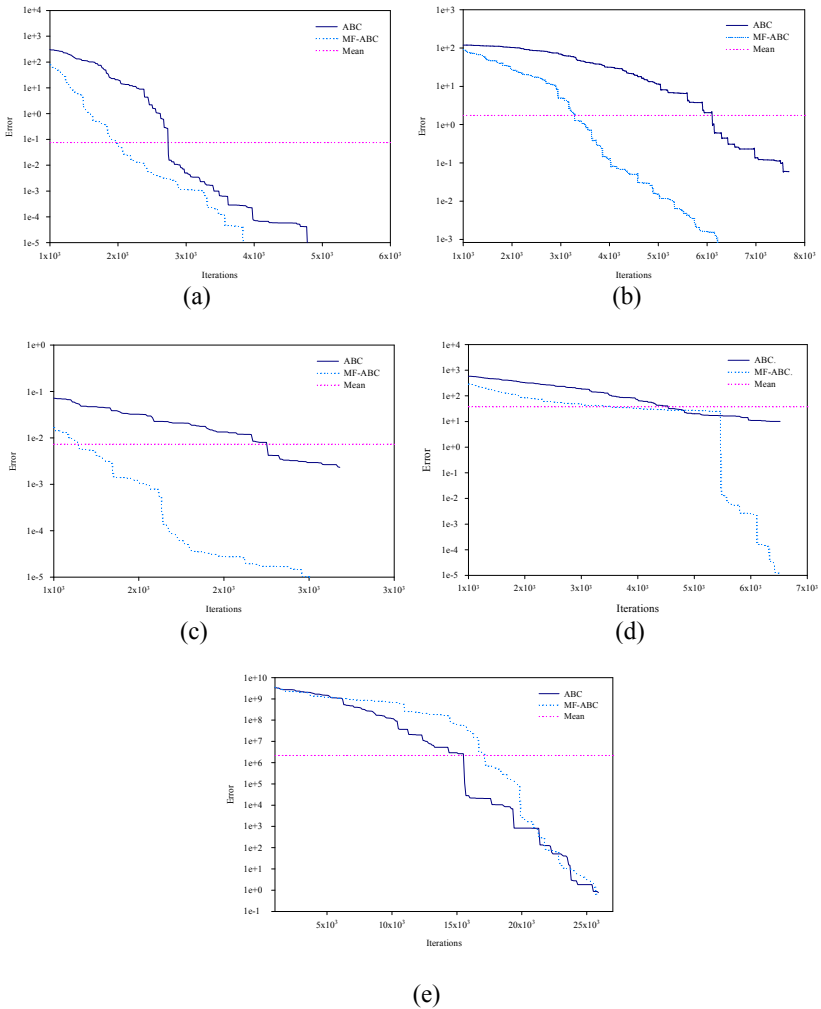 1e+4
1e+3
1e+2
1e+1
1e+0
1e-1
1e-2
1e-3
1e-4
1e-5
Error
ABC
MF-ABC
Mean
1x10³ 2x10³ 3x10³ 4x10³ 5x10³ 6x10³
Iterations
(a)
1e+3
1e+2
1e+1
1e+0
1e-1
1e-2
1e-3
Error
ABC
MF-ABC
Mean
1x10³ 2x10³ 3x10³ 4x10³ 5x10³ 6x10³ 7x10³ 8x10³
Iterations
(b)
1e+0
1e-1
1e-2
1e-3
1e-4
1e-5
Error
ABC
MF-ABC
Mean
1x10³ 2x10³ 2x10³ 3x10³ 3x10³
Iterations
(c)
1e+4
1e+3
1e+2
1e+1
1e+0
1e-1
1e-2
1e-3
1e-4
1e-5
Error
ABC.
MF-ABC.
Mean
1x10³ 2x10³ 3x10³ 4x10³ 5x10³ 6x10³ 7x10³
Iterations
(d)
1e+10
1e+9
1e+8
1e+7
1e+6
1e+5
1e+4
1e+3
1e+2
1e+1
1e+0
1e-1
Error
ABC
MF-ABC
Mean
5x10³ 10x10³ 15x10³ 20x10³ 25x10³
Iterations
(e)